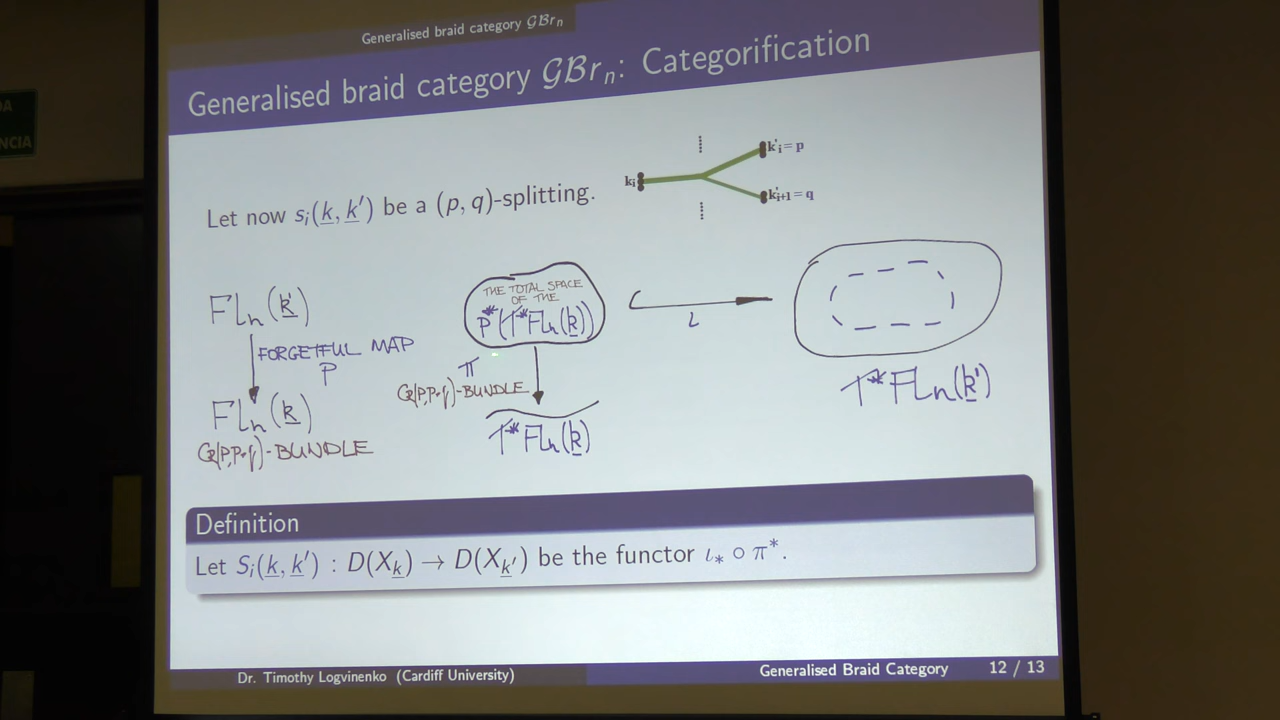 DA
NCIA
Generalised braid category 𝒢ℬr_n
Generalised braid category 𝒢ℬr_n: Categorification
Let now s_i(k, k′) be a (p, q)-splitting.
k_i
k'_i = p
k'_{i+1} = q
FL_n(k')
FORGETFUL MAP
P
FL_n(k)
G(P,P+q)-BUNDLE
THE TOTAL SPACE
OF THE
P*(T*FL_n(k))
π
G(P,P+q)-BUNDLE
T*FL_n(k)
ι
T*FL_n(k')
Definition
Let S_i(k, k′) : D(X_k) → D(X_k′) be the functor ι_* ∘ π^*.
Dr. Timothy Logvinenko (Cardiff University)
Generalised Braid Category
12 / 13